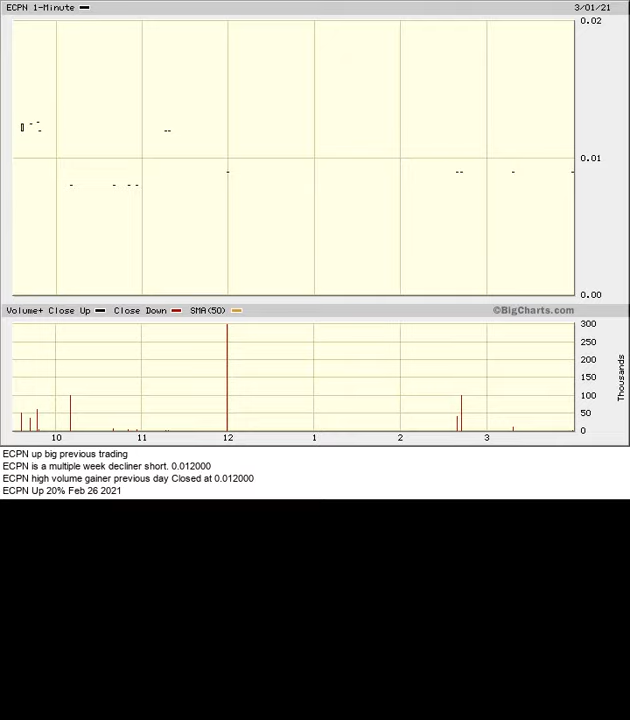 ECPN 1-Minute 3/01/21
0.02
0.01
0.00
Volume+ Close Up Close Down SMA(50) ©BigCharts.com
300
250
200
150
100
50
0
Thousands
10 11 12 1 2 3
ECPN up big previous trading
ECPN is a multiple week decliner short. 0.012000
ECPN high volume gainer previous day Closed at 0.012000
ECPN Up 20% Feb 26 2021